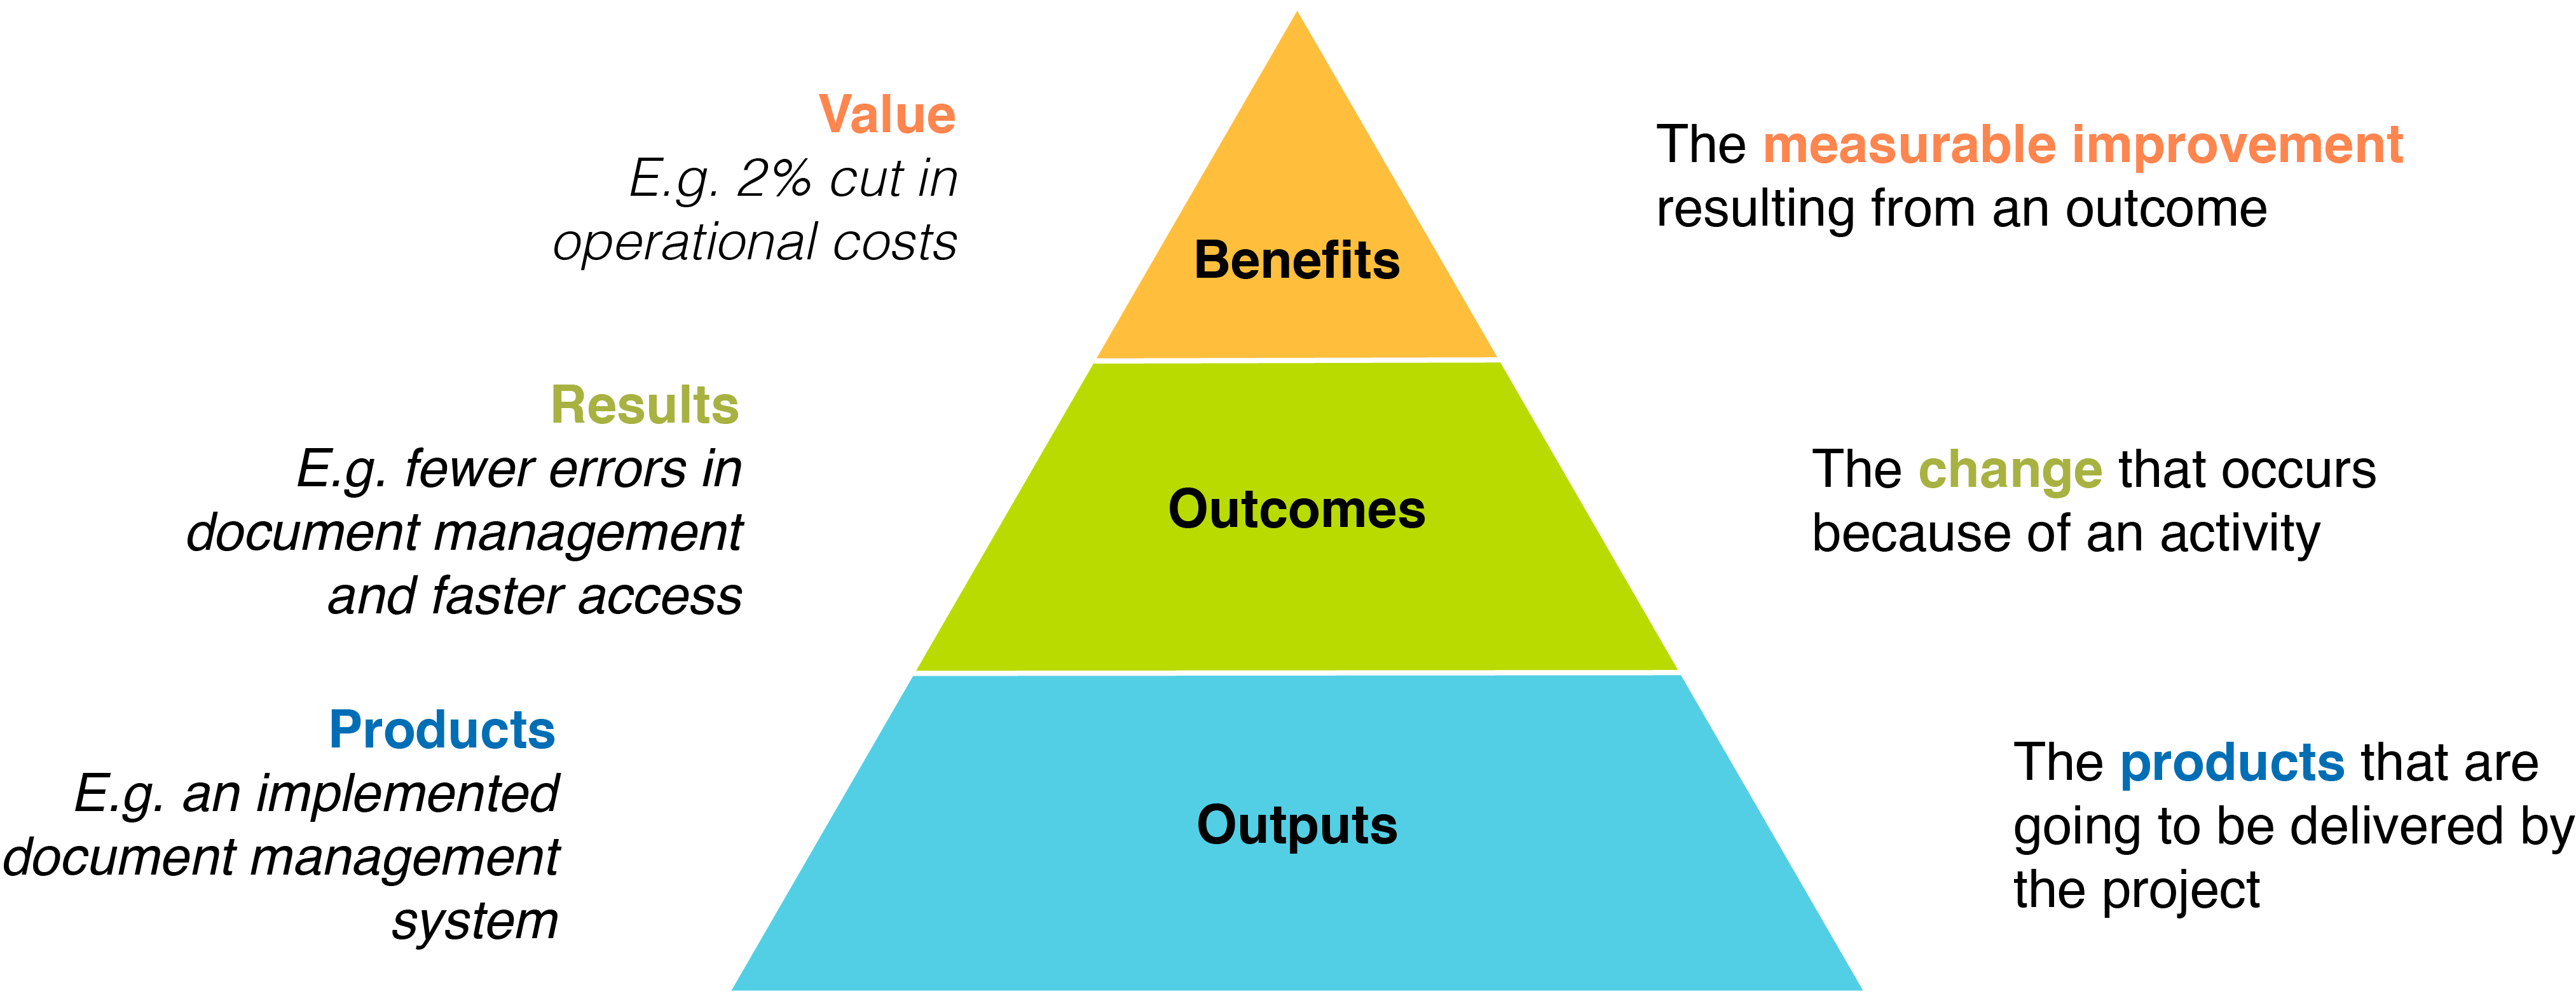 Value
E.g. 2% cut in
operational costs
Benefits
The measurable improvement
resulting from an outcome
Results
E.g. fewer errors in
document management
and faster access
Outcomes
The change that occurs
because of an activity
Products
E.g. an implemented
document management
system
Outputs
The products that are
going to be delivered by
the project